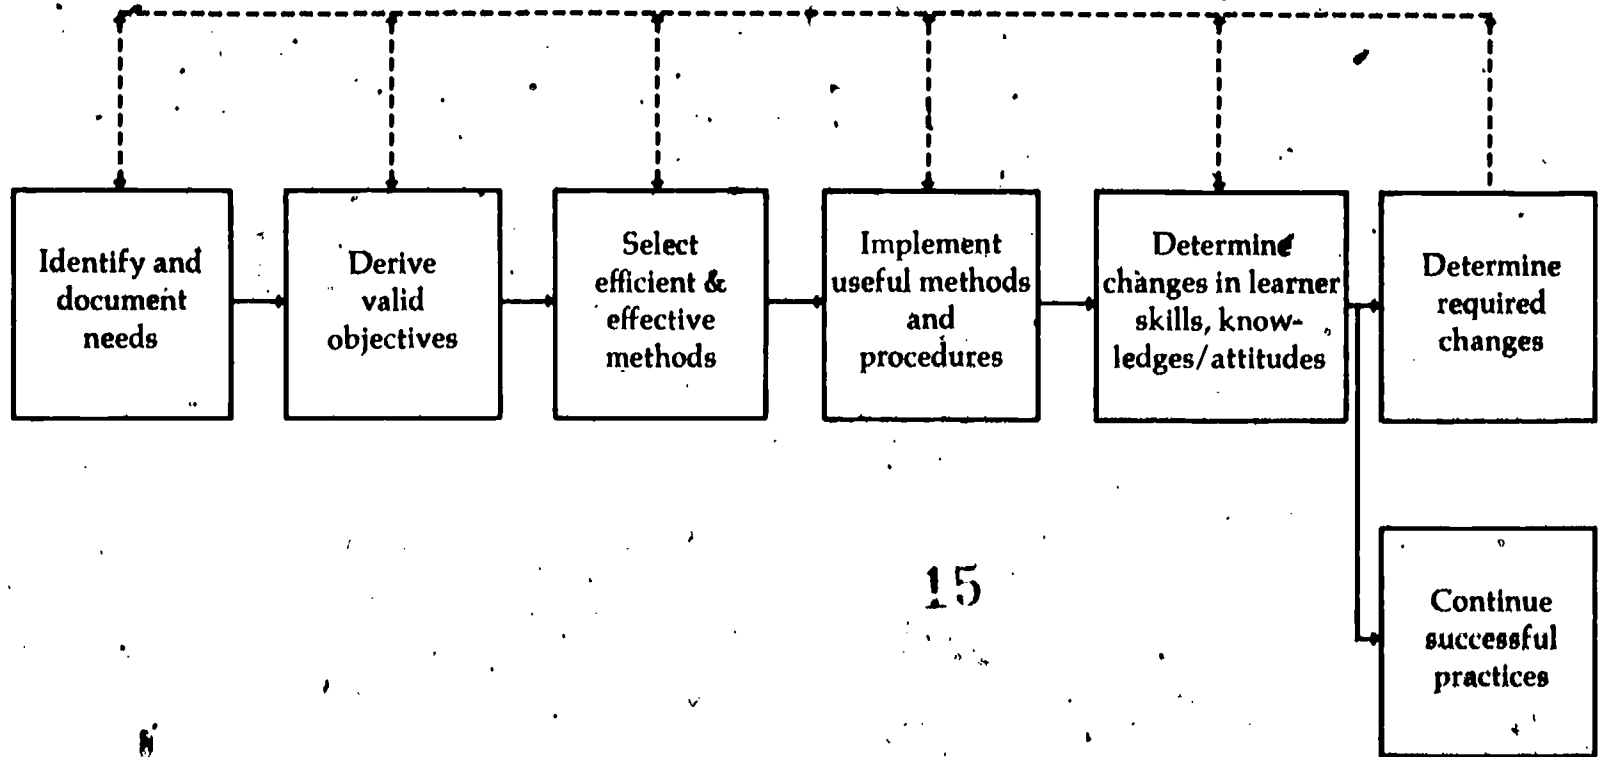 Identify and
document
needs
Derive
valid
objectives
Select
efficient &
effective
methods
Implement
useful methods
and
procedures
Determine
changes in learner
skills, know-
ledges/attitudes
Determine
required
changes
Continue
successful
practices
15